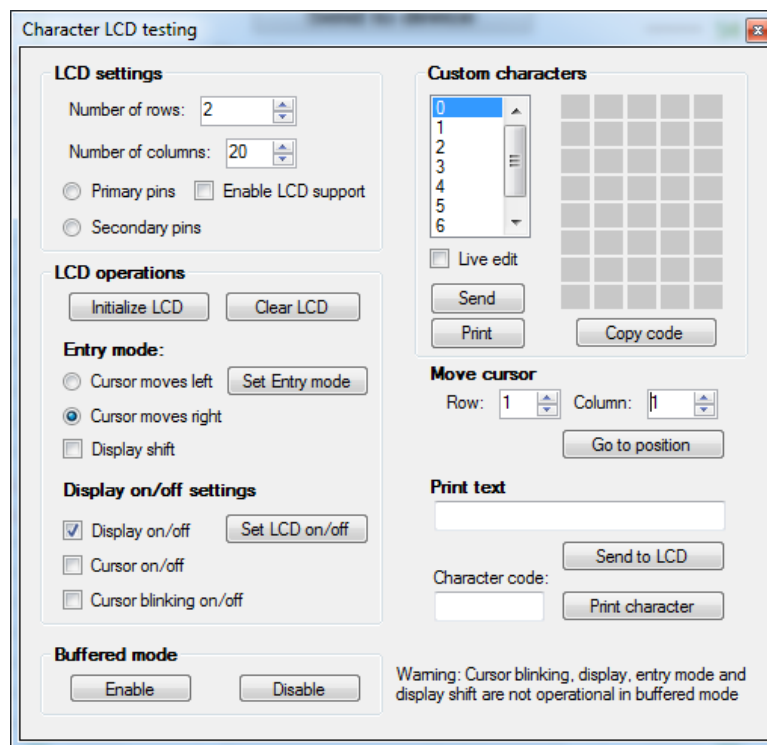 Character LCD testing
LCD settings
Number of rows: 2
Number of columns: 20
Primary pins Enable LCD support
Secondary pins
LCD operations
Initialize LCD Clear LCD
Entry mode:
Cursor moves left Set Entry mode
Cursor moves right
Display shift
Display on/off settings
Display on/off Set LCD on/off
Cursor on/off
Cursor blinking on/off
Buffered mode
Enable Disable
Custom characters
0
1
2
3
4
5
6
Live edit
Send
Print Copy code
Move cursor
Row: 1 Column: 1
Go to position
Print text
Send to LCD
Character code:
Print character
Warning: Cursor blinking, display, entry mode and
display shift are not operational in buffered mode